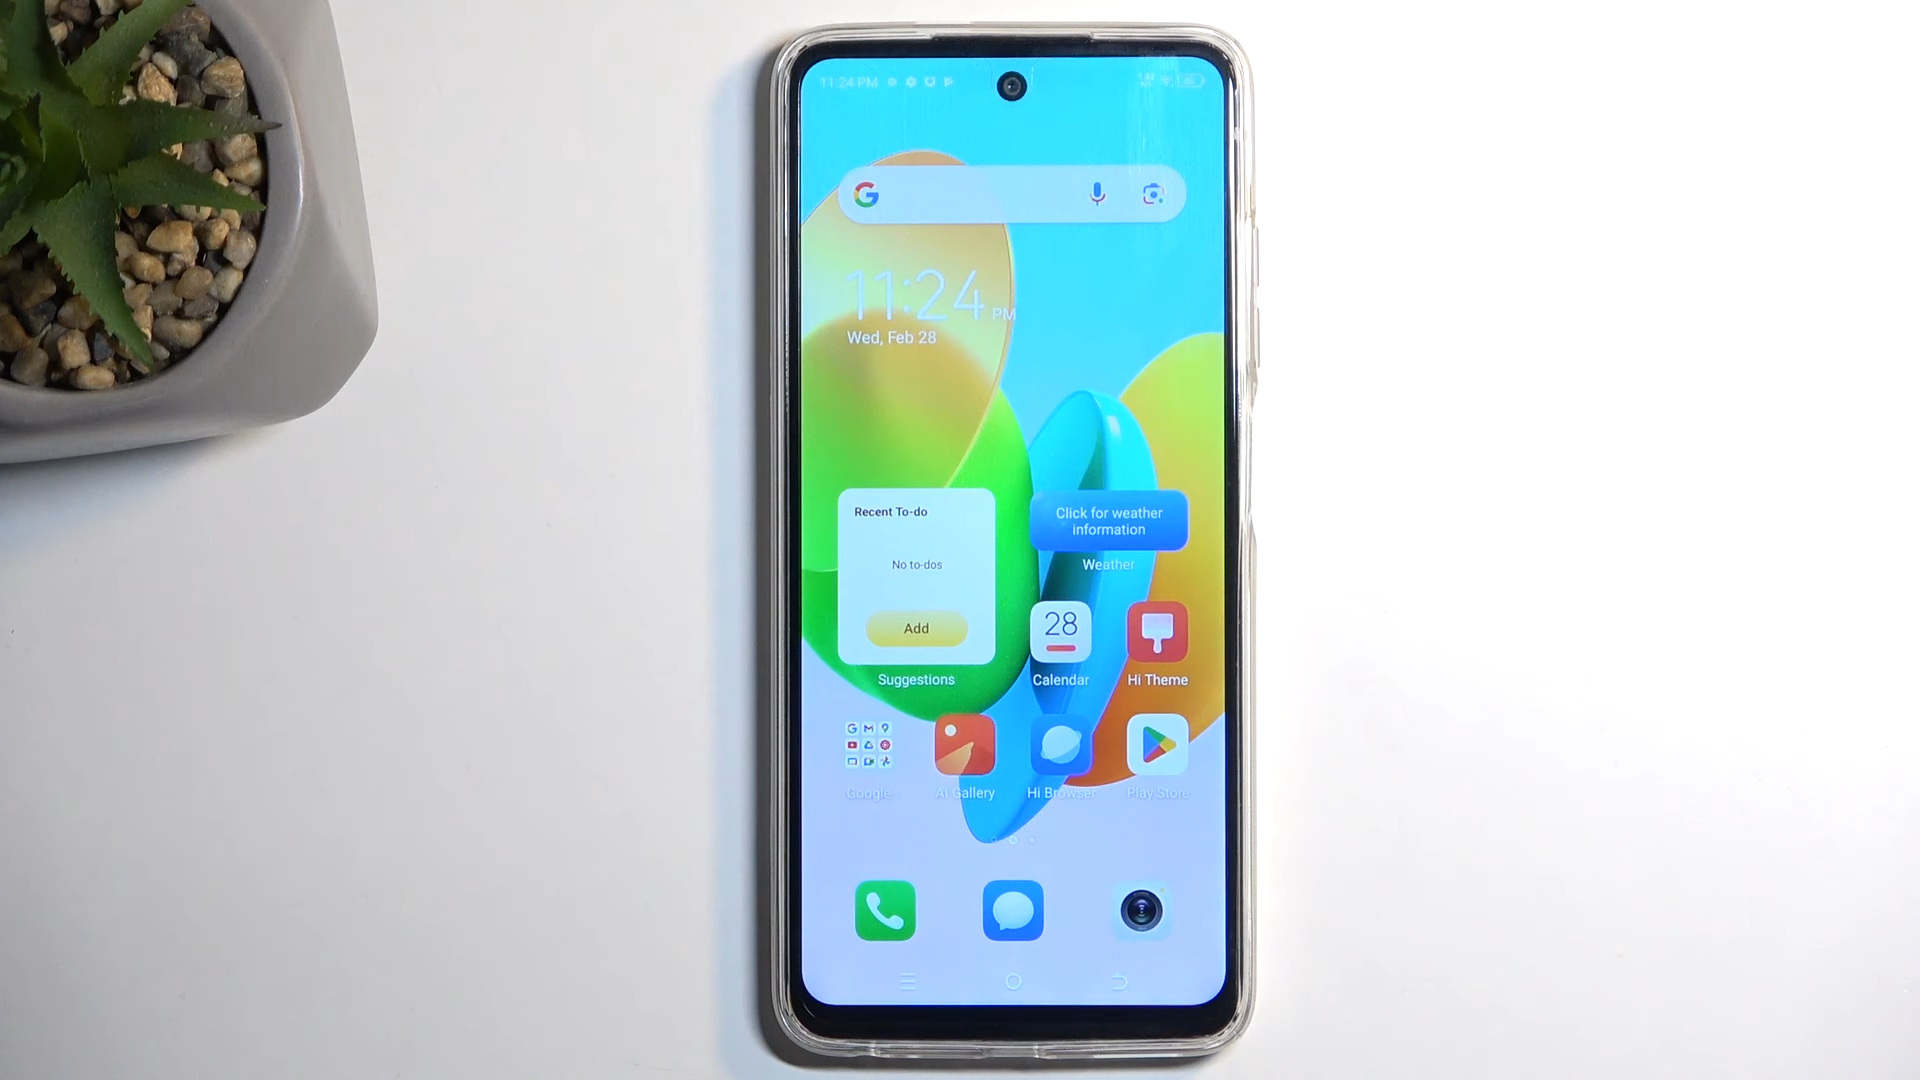 11:24 PM
11:24 PM
Wed, Feb 28
Recent To-do
No to-dos
Add
Suggestions
Click for weather
information
Weather
28
Calendar
Hi Theme
Google
AI Gallery
Hi Browser
Play Store